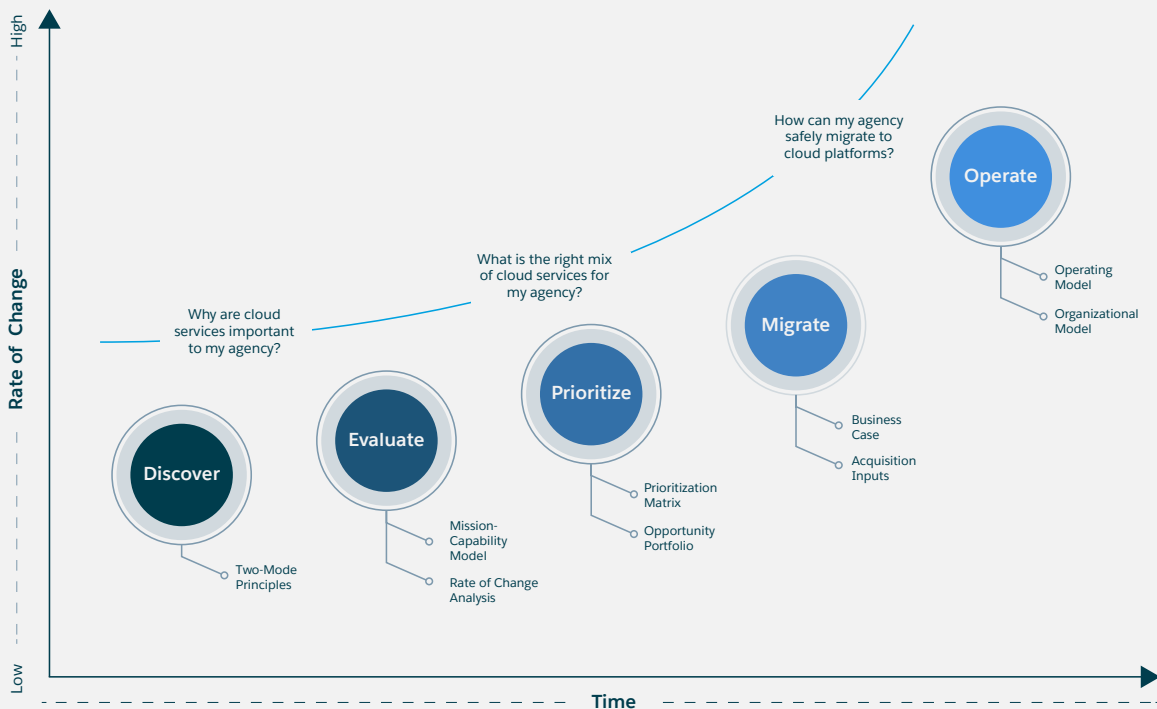 High
Rate of Change
Low
Time
Why are cloud
services important
to my agency?
What is the right mix
of cloud services for
my agency?
How can my agency
safely migrate to
cloud platforms?
Discover
Two-Mode
Principles
Evaluate
Mission-
Capability
Model
Rate of Change
Analysis
Prioritize
Prioritization
Matrix
Opportunity
Portfolio
Migrate
Business
Case
Acquisition
Inputs
Operate
Operating
Model
Organizational
Model